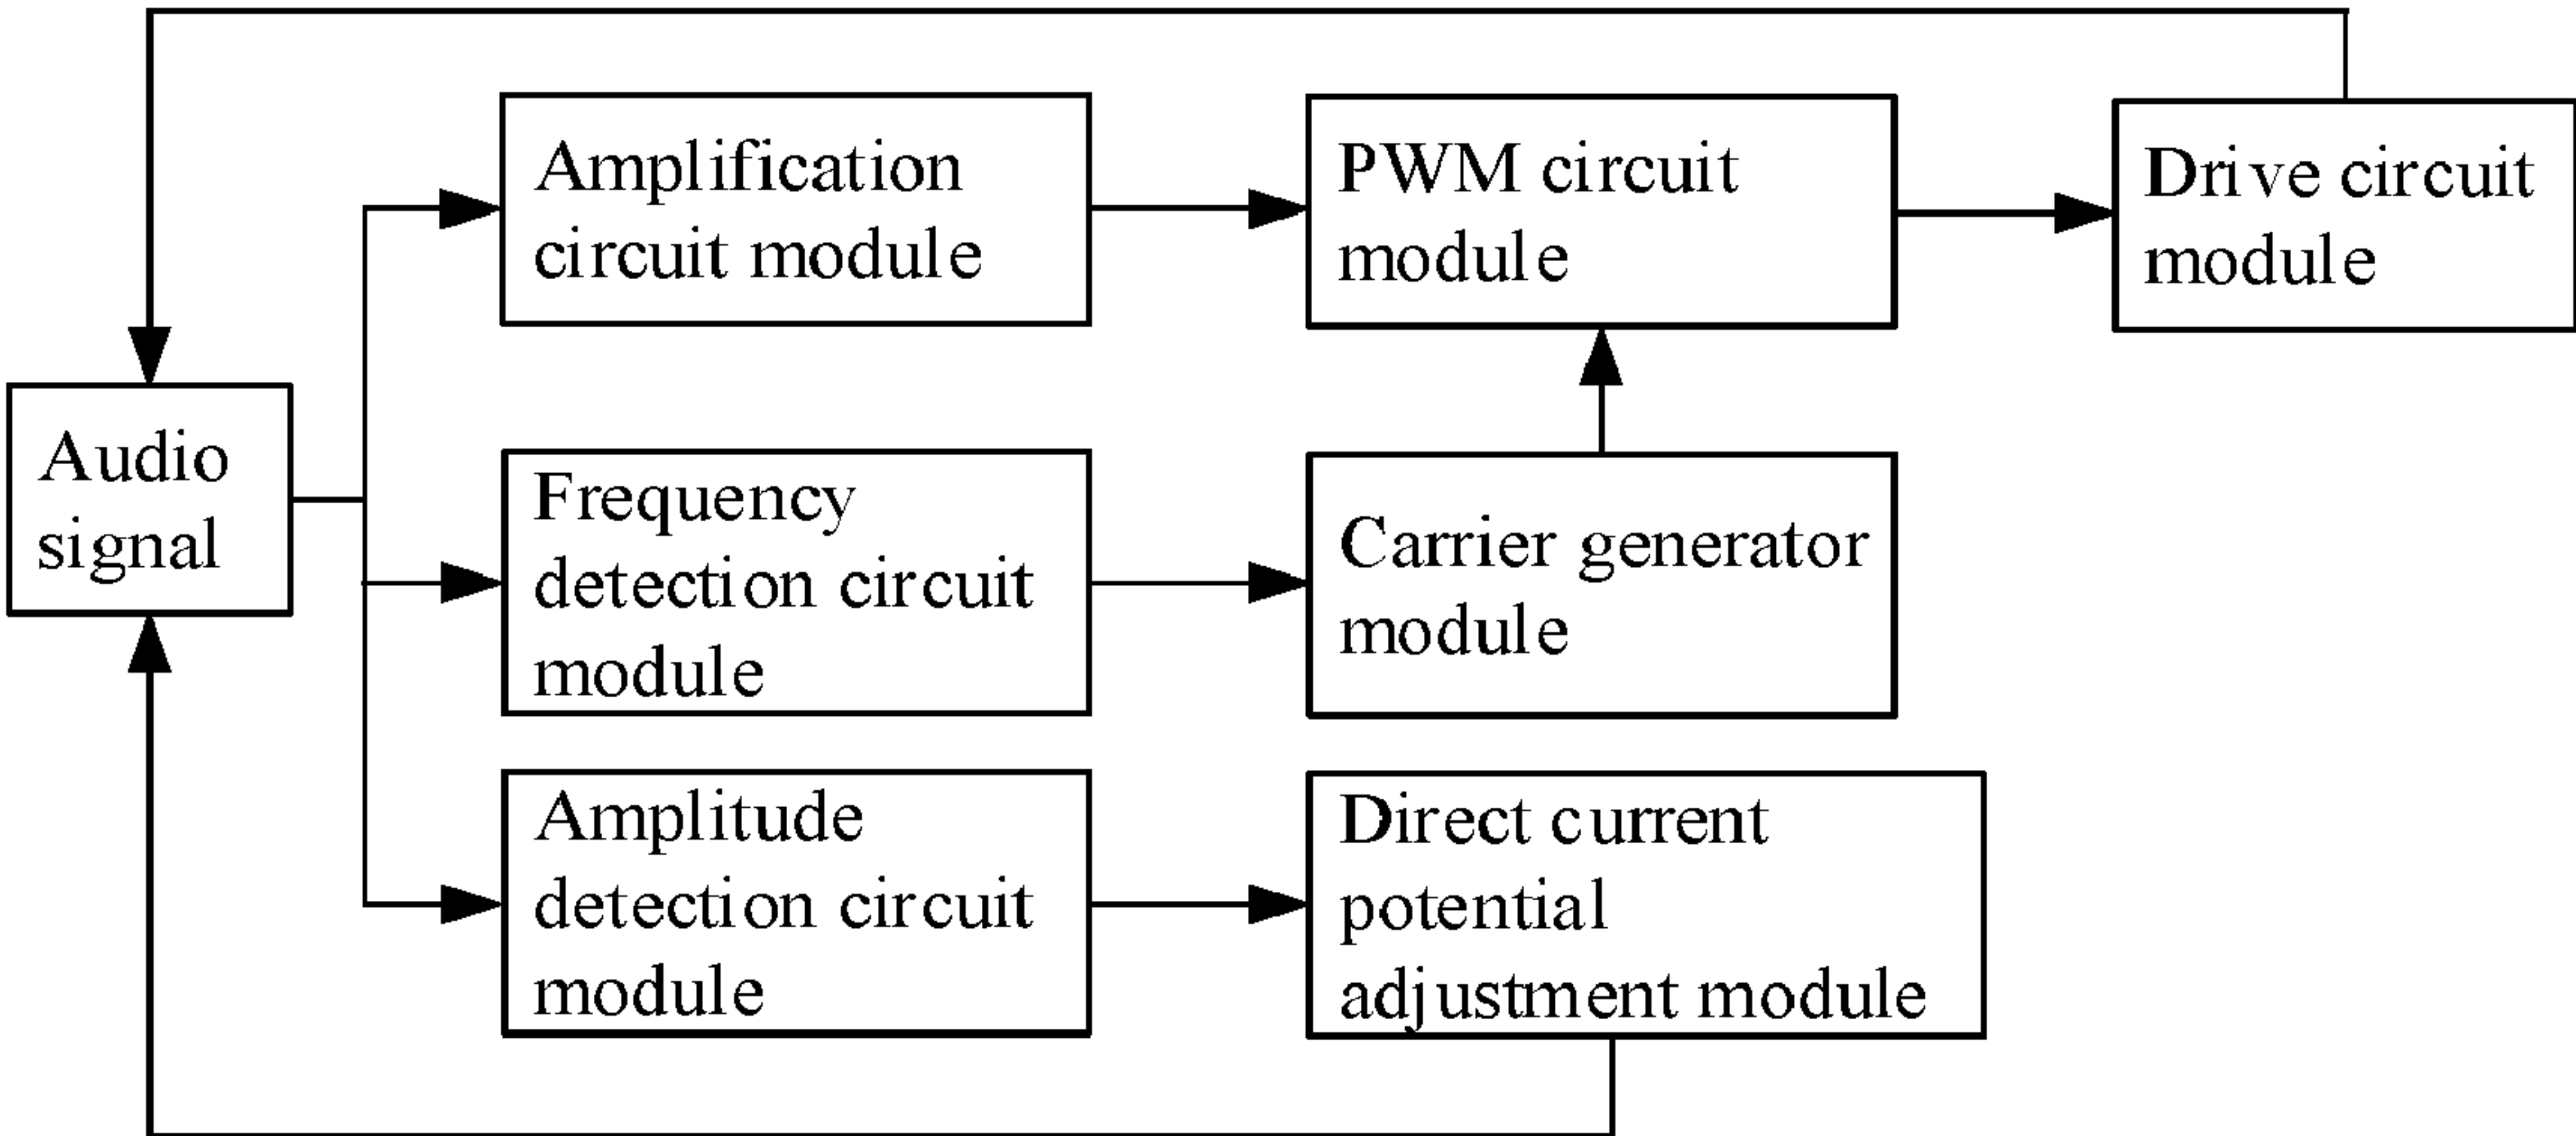 Amplification
circuit module
PWM circuit
module
Drive circuit
module
Audio
signal
Frequency
detection circuit
module
Carrier generator
module
Amplitude
detection circuit
module
Direct current
potential
adjustment module